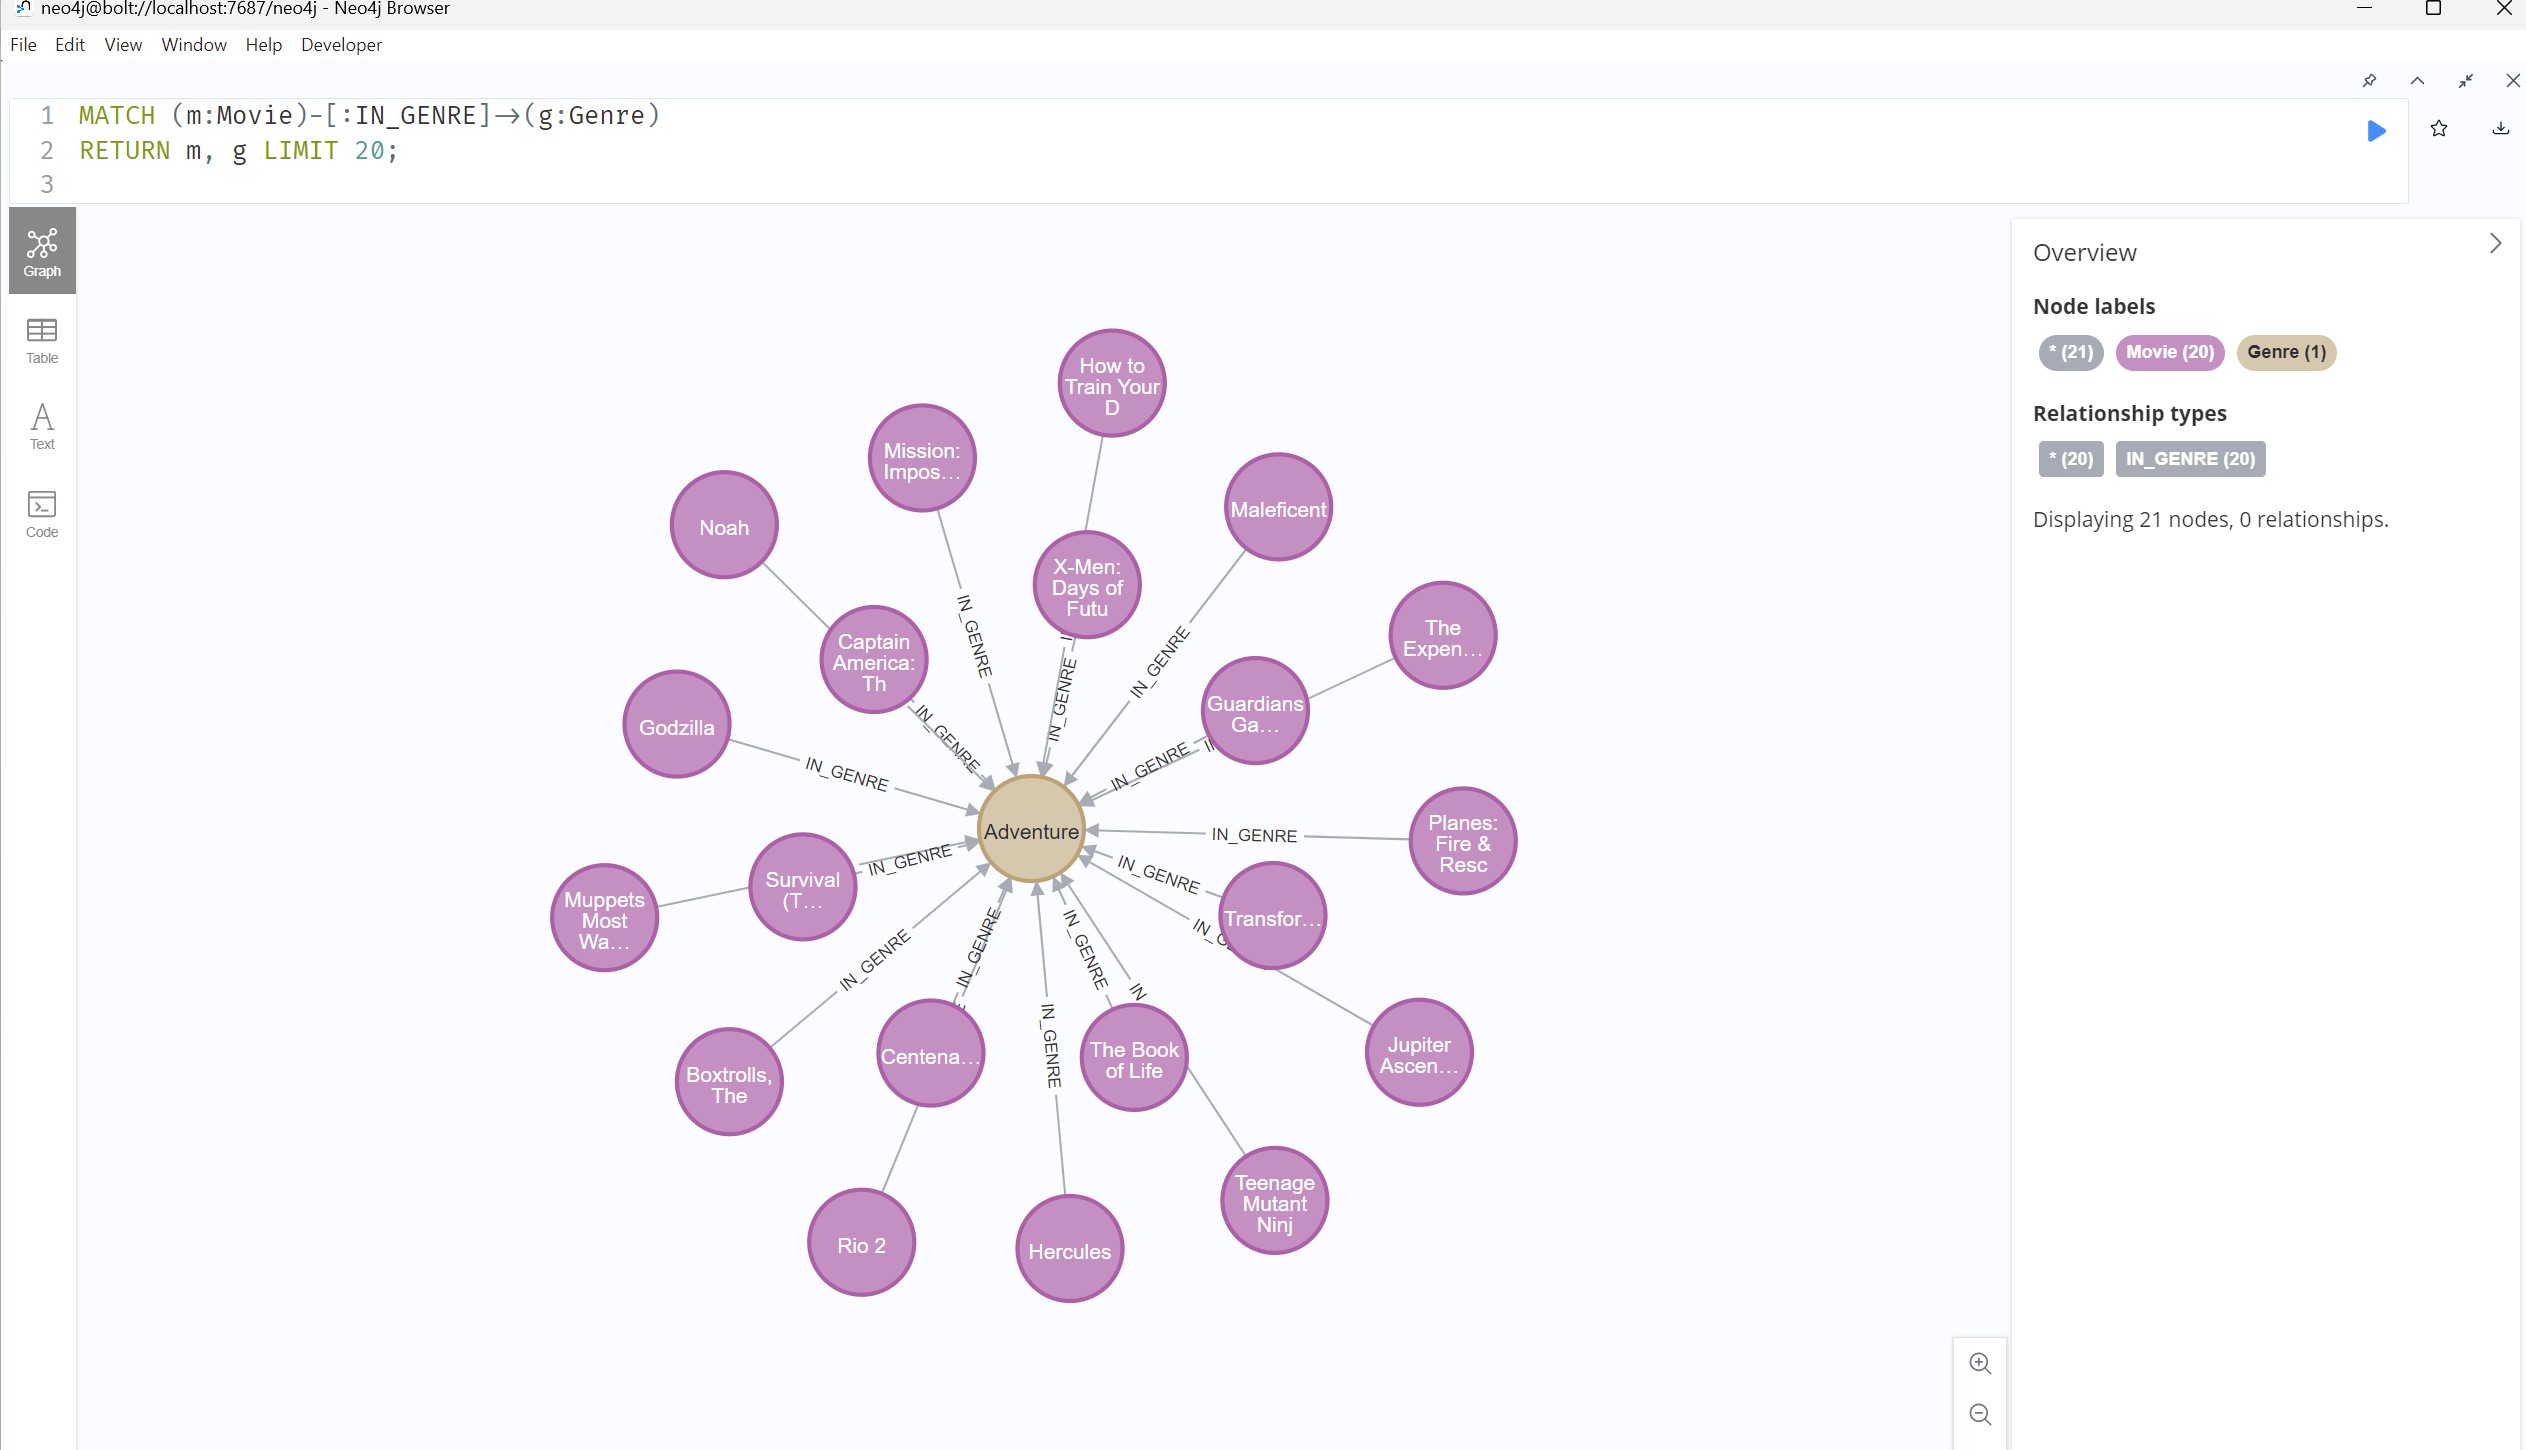 neo4j@bolt://localhost:7687/neo4j - Neo4j Browser
File Edit View Window Help Developer
1 MATCH (m:Movie)-[:IN_GENRE]→(g:Genre)
2 RETURN m, g LIMIT 20;
3
Graph
Table
Text
Code
How to
Train Your
D
Mission:
Impos...
Noah
Maleficent
X-Men:
Days of
Futu
The
Expen...
Captain
America:
Th
Guardians
Ga...
Godzilla
IN_GENRE
IN_GENRE
IN_GENRE
IN_GENRE
IN_GENRE
IN_GENRE
Adventure
IN_GENRE
Planes:
Fire &
Resc
IN_GENRE
IN_GENRE
Survival
(T...
Muppets
Most
Wa...
Transfor...
IN_G
IN_GENRE
IN_GENRE
IN_GENRE
IN
IN_GENRE
Centena...
The Book
of Life
Jupiter
Ascen...
Boxtrolls,
The
Teenage
Mutant
Ninj
Rio 2
Hercules
Overview
Node labels
* (21) Movie (20) Genre (1)
Relationship types
* (20) IN_GENRE (20)
Displaying 21 nodes, 0 relationships.